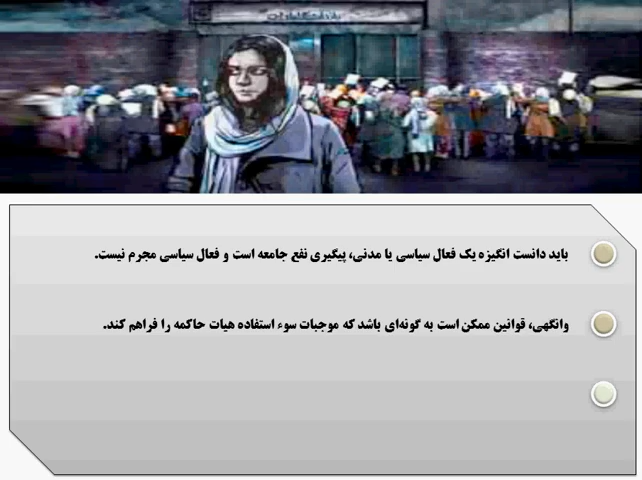 باید دانست انگیزه یک فعال سیاسی یا مدنی، پیگیری نفع جامعه است و فعال سیاسی مجرم نیست.
وانگهی، قوانین ممکن است به گونه‌ای باشد که موجبات سوء استفاده هیات حاکمه را فراهم کند.